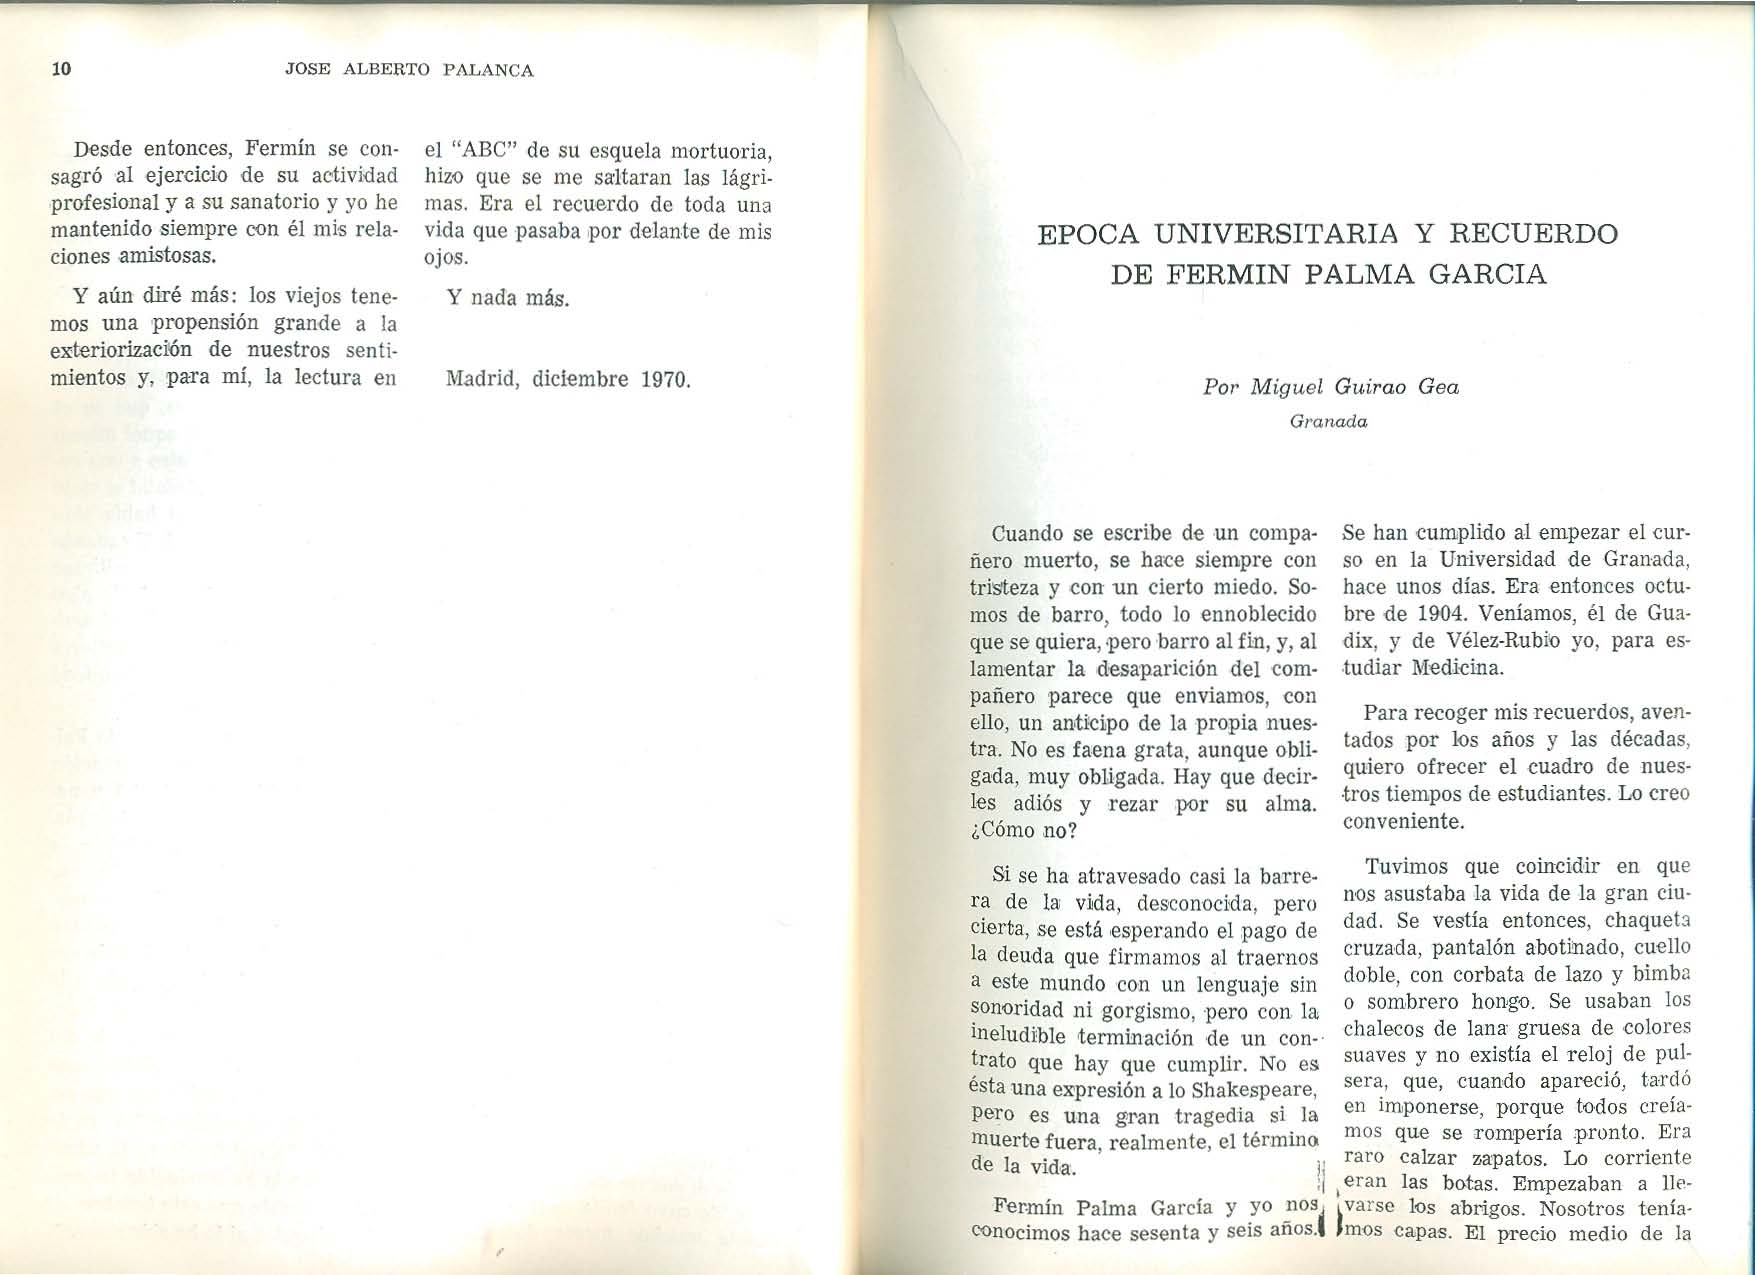 10
JOSE ALBERTO PALANCA
Desde entonces, Fermín se con-
sagró al ejercicio de su actividad
profesional y a su sanatorio y yo he
mantenido siempre con él mis rela-
ciones amistosas.
Y aún diré más: los viejos tene-
mos una propensión grande a la
exteriorización de nuestros senti-
mientos y, para mí, la lectura en
el "ABC" de su esquela mortuoria,
hizo que se me saltaran las lágri-
mas. Era el recuerdo de toda una
vida que pasaba por delante de mis
ojos.
Y nada más.
Madrid, diciembre 1970.
EPOCA UNIVERSITARIA Y RECUERDO
DE FERMIN PALMA GARCIA
Por Miguel Guirao Gea
Granada
Cuando se escribe de un compa-
ñero muerto, se hace siempre con
tristeza y con un cierto miedo. So-
mos de barro, todo lo ennoblecido
que se quiera, pero barro al fin, y, al
lamentar la desaparición del com-
pañero parece que enviamos, con
ello, un anticipo de la propia nues-
tra. No es faena grata, aunque obli-
gada, muy obligada. Hay que decir-
les adiós y rezar por su alma.
¿Cómo no?
Si se ha atravesado casi la barre-
ra de la vida, desconocida, pero
cierta, se está esperando el pago de
la deuda que firmamos al traernos
a este mundo con un lenguaje sin
sonoridad ni gorgismo, pero con la
ineludible terminación de un con-
trato que hay que cumplir. No es
ésta una expresión a lo Shakespeare,
pero es una gran tragedia si la
muerte fuera, realmente, el término
de la vida.
Fermín Palma García y yo nos
conocimos hace sesenta y seis años.
Se han cumplido al empezar el cur-
so en la Universidad de Granada,
hace unos días. Era entonces octu-
bre de 1904. Veníamos, él de Gua-
dix, y de Vélez-Rubio yo, para es-
tudiar Medicina.
Para recoger mis recuerdos, aven-
tados por los años y las décadas,
quiero ofrecer el cuadro de nues-
tros tiempos de estudiantes. Lo creo
conveniente.
Tuvimos que coincidir en que
nos asustaba la vida de la gran ciu-
dad. Se vestía entonces, chaqueta
cruzada, pantalón abotinado, cuello
doble, con corbata de lazo y bimba
o sombrero hongo. Se usaban los
chalecos de lana gruesa de colores
suaves y no existía el reloj de pul-
sera, que, cuando apareció, tardó
en imponerse, porque todos creía-
mos que se rompería pronto. Era
raro calzar zapatos. Lo corriente
eran las botas. Empezaban a lle-
varse los abrigos. Nosotros tenía-
mos capas. El precio medio de la